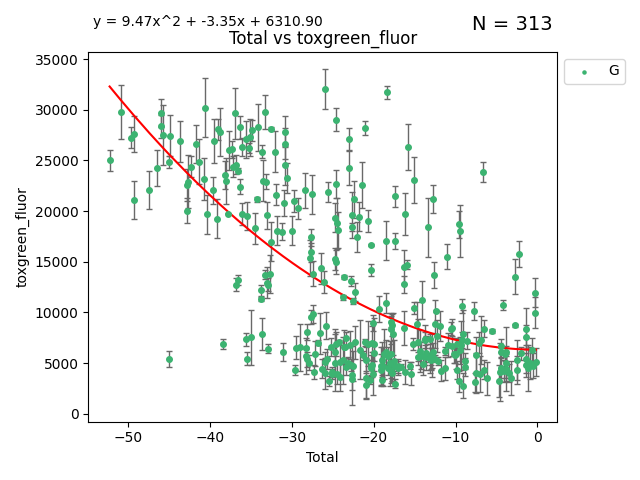 y = 9.47x^2 + -3.35x + 6310.90
N = 313
Total vs toxgreen_fluor
G
toxgreen_fluor
35000
30000
25000
20000
15000
10000
5000
0
−50
−40
−30
−20
−10
0
Total